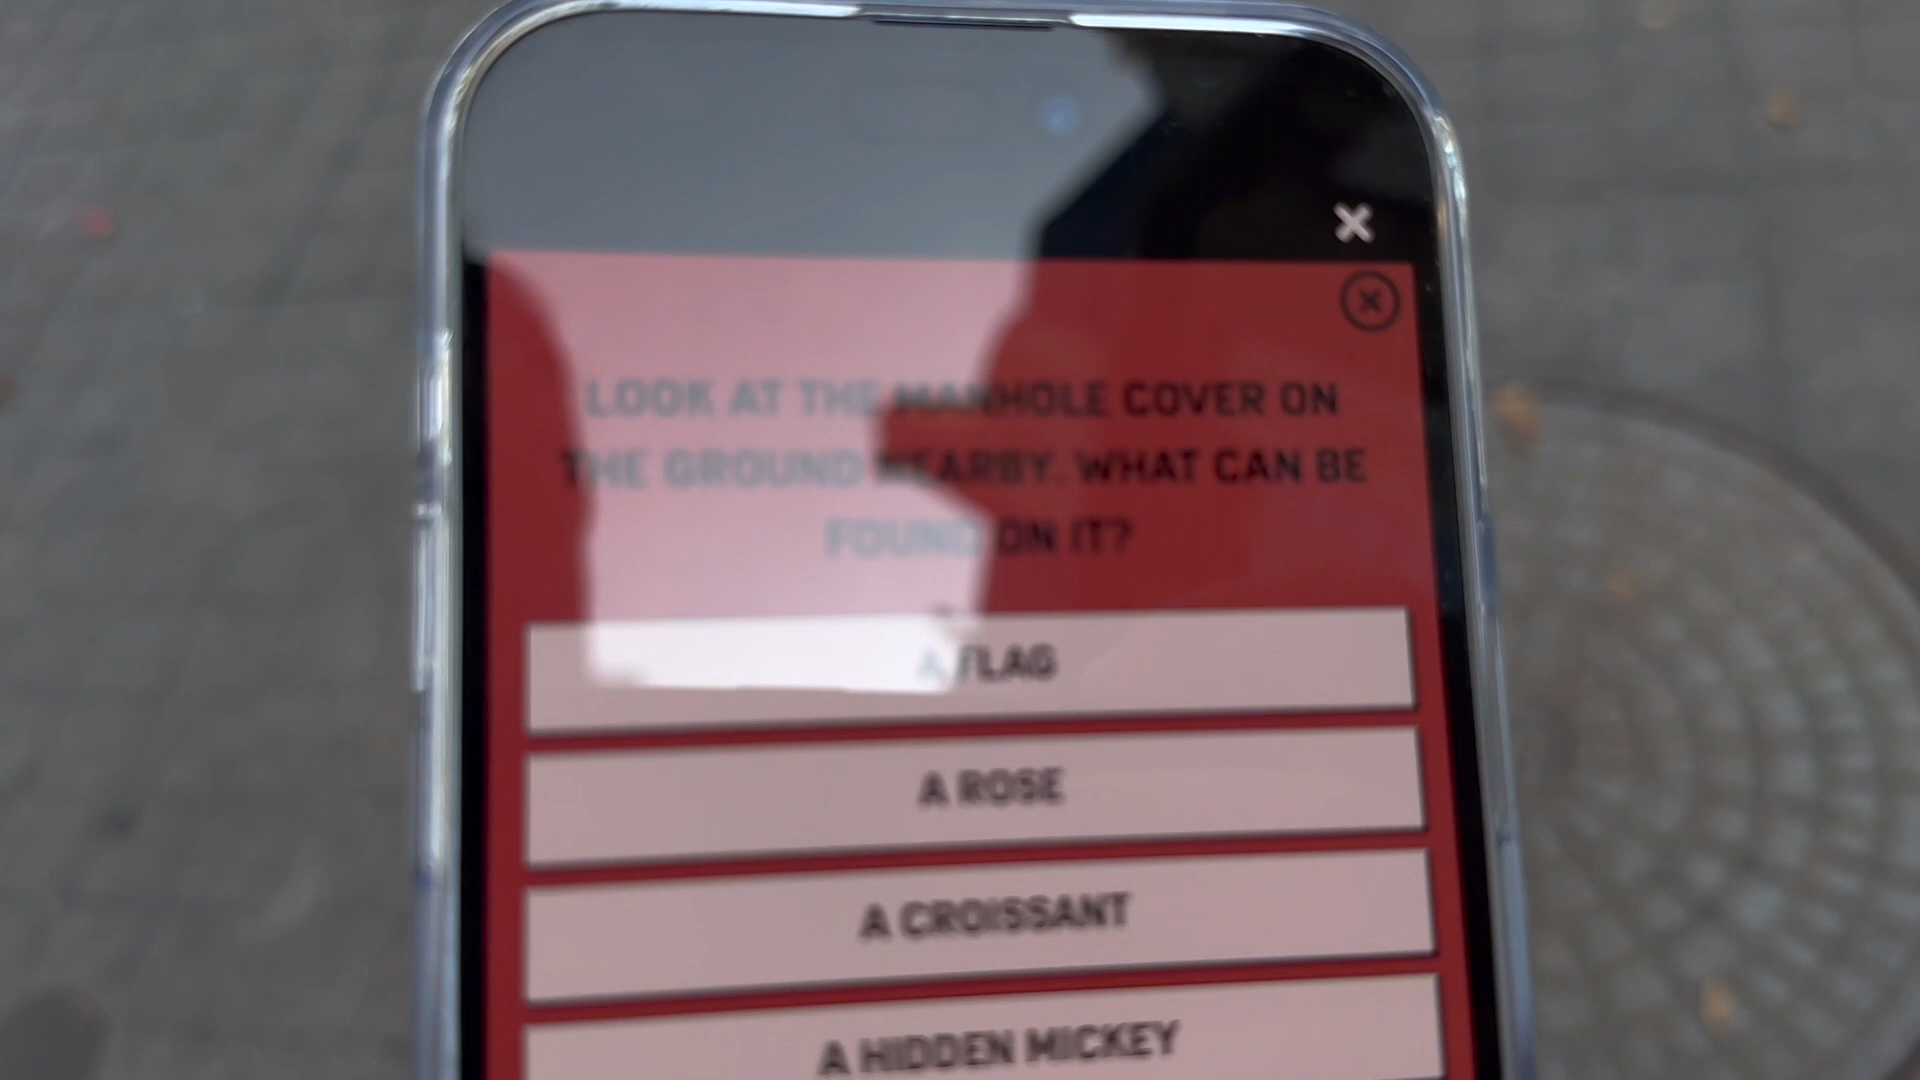 LOOK AT THE MANHOLE COVER ON
THE GROUND NEARBY. WHAT CAN BE
FOUND ON IT?
A FLAG
A ROSE
A CROISSANT
A HIDDEN MICKEY